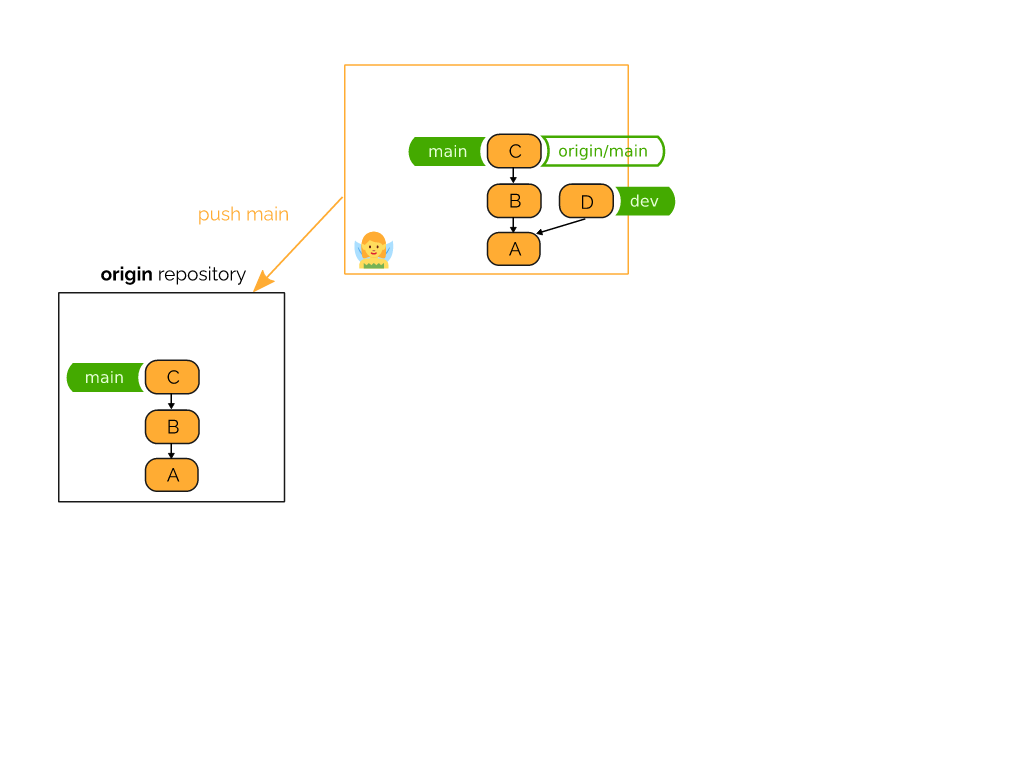 main C origin/main
B D dev
A
push main
origin repository
main C
B
A